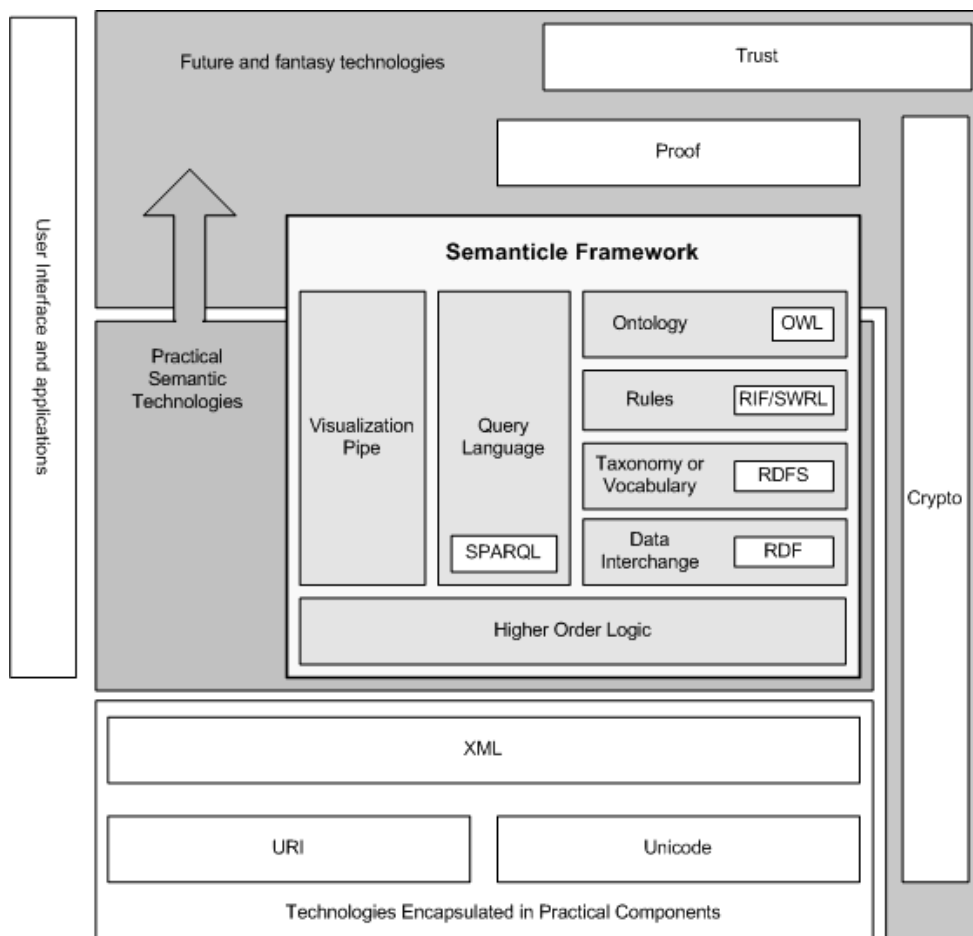 Future and fantasy technologies
Trust
Proof
User Interface and applications
Semanticle Framework
Practical
Semantic
Technologies
Visualization
Pipe
Query
Language
SPARQL
Ontology
OWL
Rules
RIF/SWRL
Taxonomy or
Vocabulary
RDFS
Data
Interchange
RDF
Higher Order Logic
Crypto
XML
URI
Unicode
Technologies Encapsulated in Practical Components